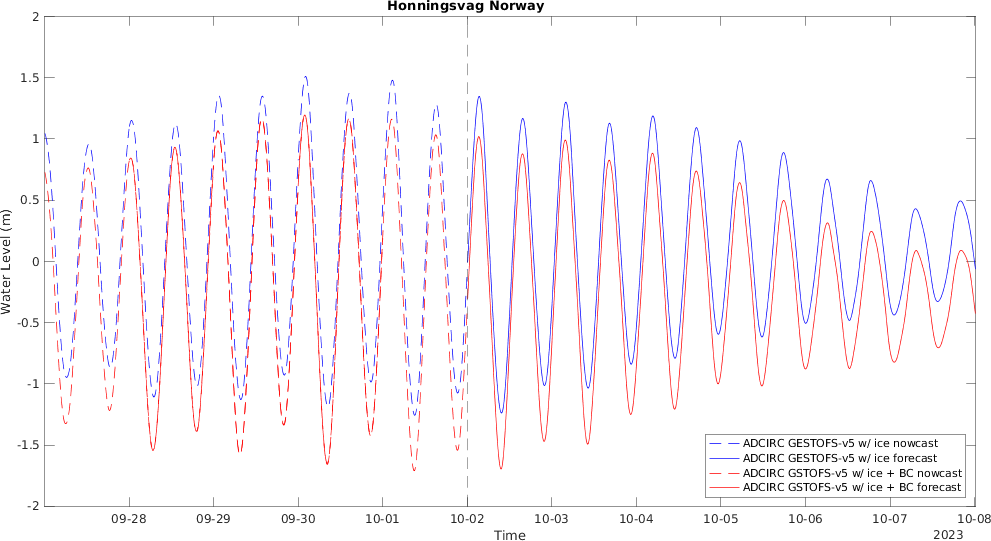 Honningsvag Norway
2
1.5
1
0.5
0
-0.5
-1
-1.5
-2
Water Level (m)
09-28 09-29 09-30 10-01 10-02 10-03 10-04 10-05 10-06 10-07 10-08
Time
2023
ADCIRC GESTOFS-v5 w/ ice nowcast
ADCIRC GESTOFS-v5 w/ ice forecast
ADCIRC GSTOFS-v5 w/ ice + BC nowcast
ADCIRC GSTOFS-v5 w/ ice + BC forecast